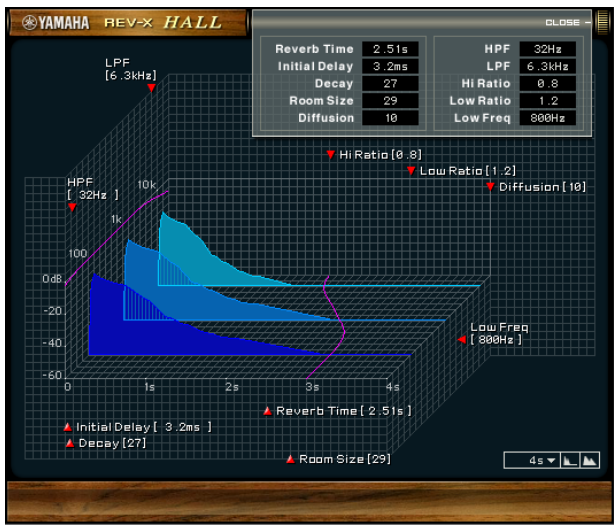 YAMAHA REV-X HALL
CLOSE -
Reverb Time 2.51s HPF 32Hz
Initial Delay 3.2ms LPF 6.3kHz
Decay 27 Hi Ratio 0.8
Room Size 29 Low Ratio 1.2
Diffusion 10 Low Freq 800Hz
LPF
[6.3kHz]
Hi Ratio[0.8]
Low Ratio[1.2]
Diffusion[10]
HPF
[ 32Hz ]
10k
1k
100
0dB
-20
-40
-60
0 1s 2s 3s 4s
Low Freq
[ 800Hz ]
Reverb Time[ 2.51s ]
Initial Delay[ 3.2ms ]
Decay[27]
Room Size[29]
4s